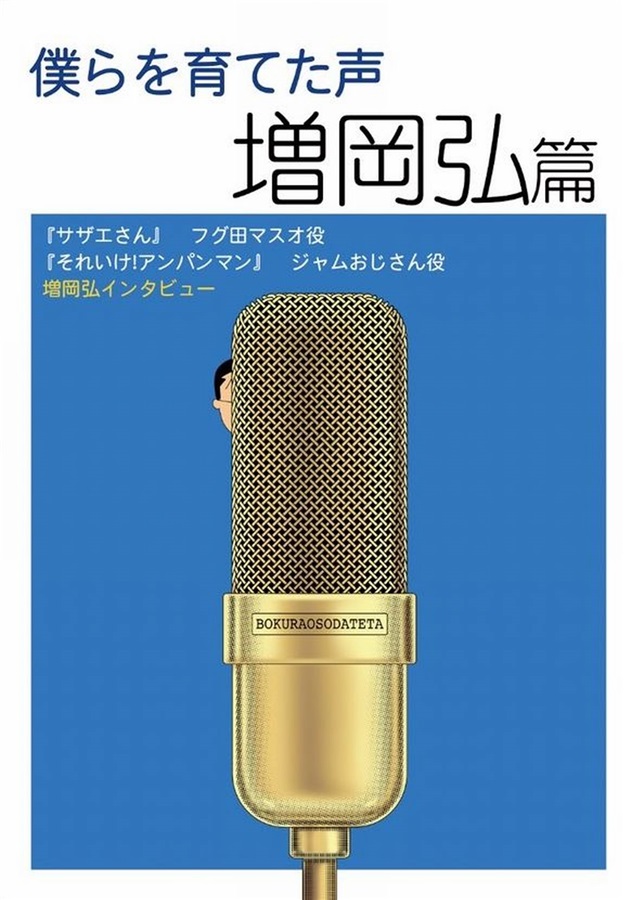 僕らを育てた声
増岡弘篇
『サザエさん』　フグ田マスオ役
『それいけ!アンパンマン』　ジャムおじさん役
増岡弘インタビュー
BOKURAOSODATETA